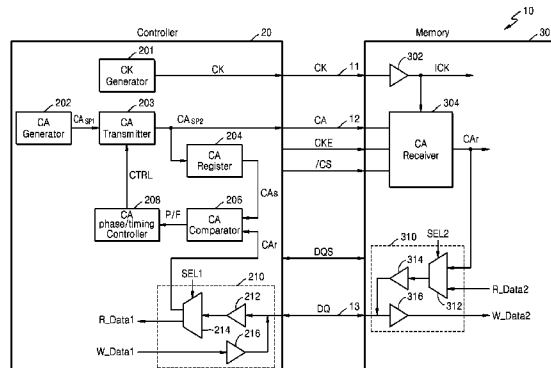 10
Controller 20
Memory 30
201
CK
Generator
CK
CK
11
302
ICK
202
CA
Generator
CASP1
203
CA
Transmitter
CASP2
CA
12
304
CA
Receiver
CAr
204
CA
Register
CKE
/CS
CTRL
CAs
208
CA
phase/timing
Controller
P/F
206
CA
Comparator
CAr
DQS
SEL1
210
212
214
216
R_Data1
W_Data1
DQ
13
SEL2
310
314
312
316
R_Data2
W_Data2